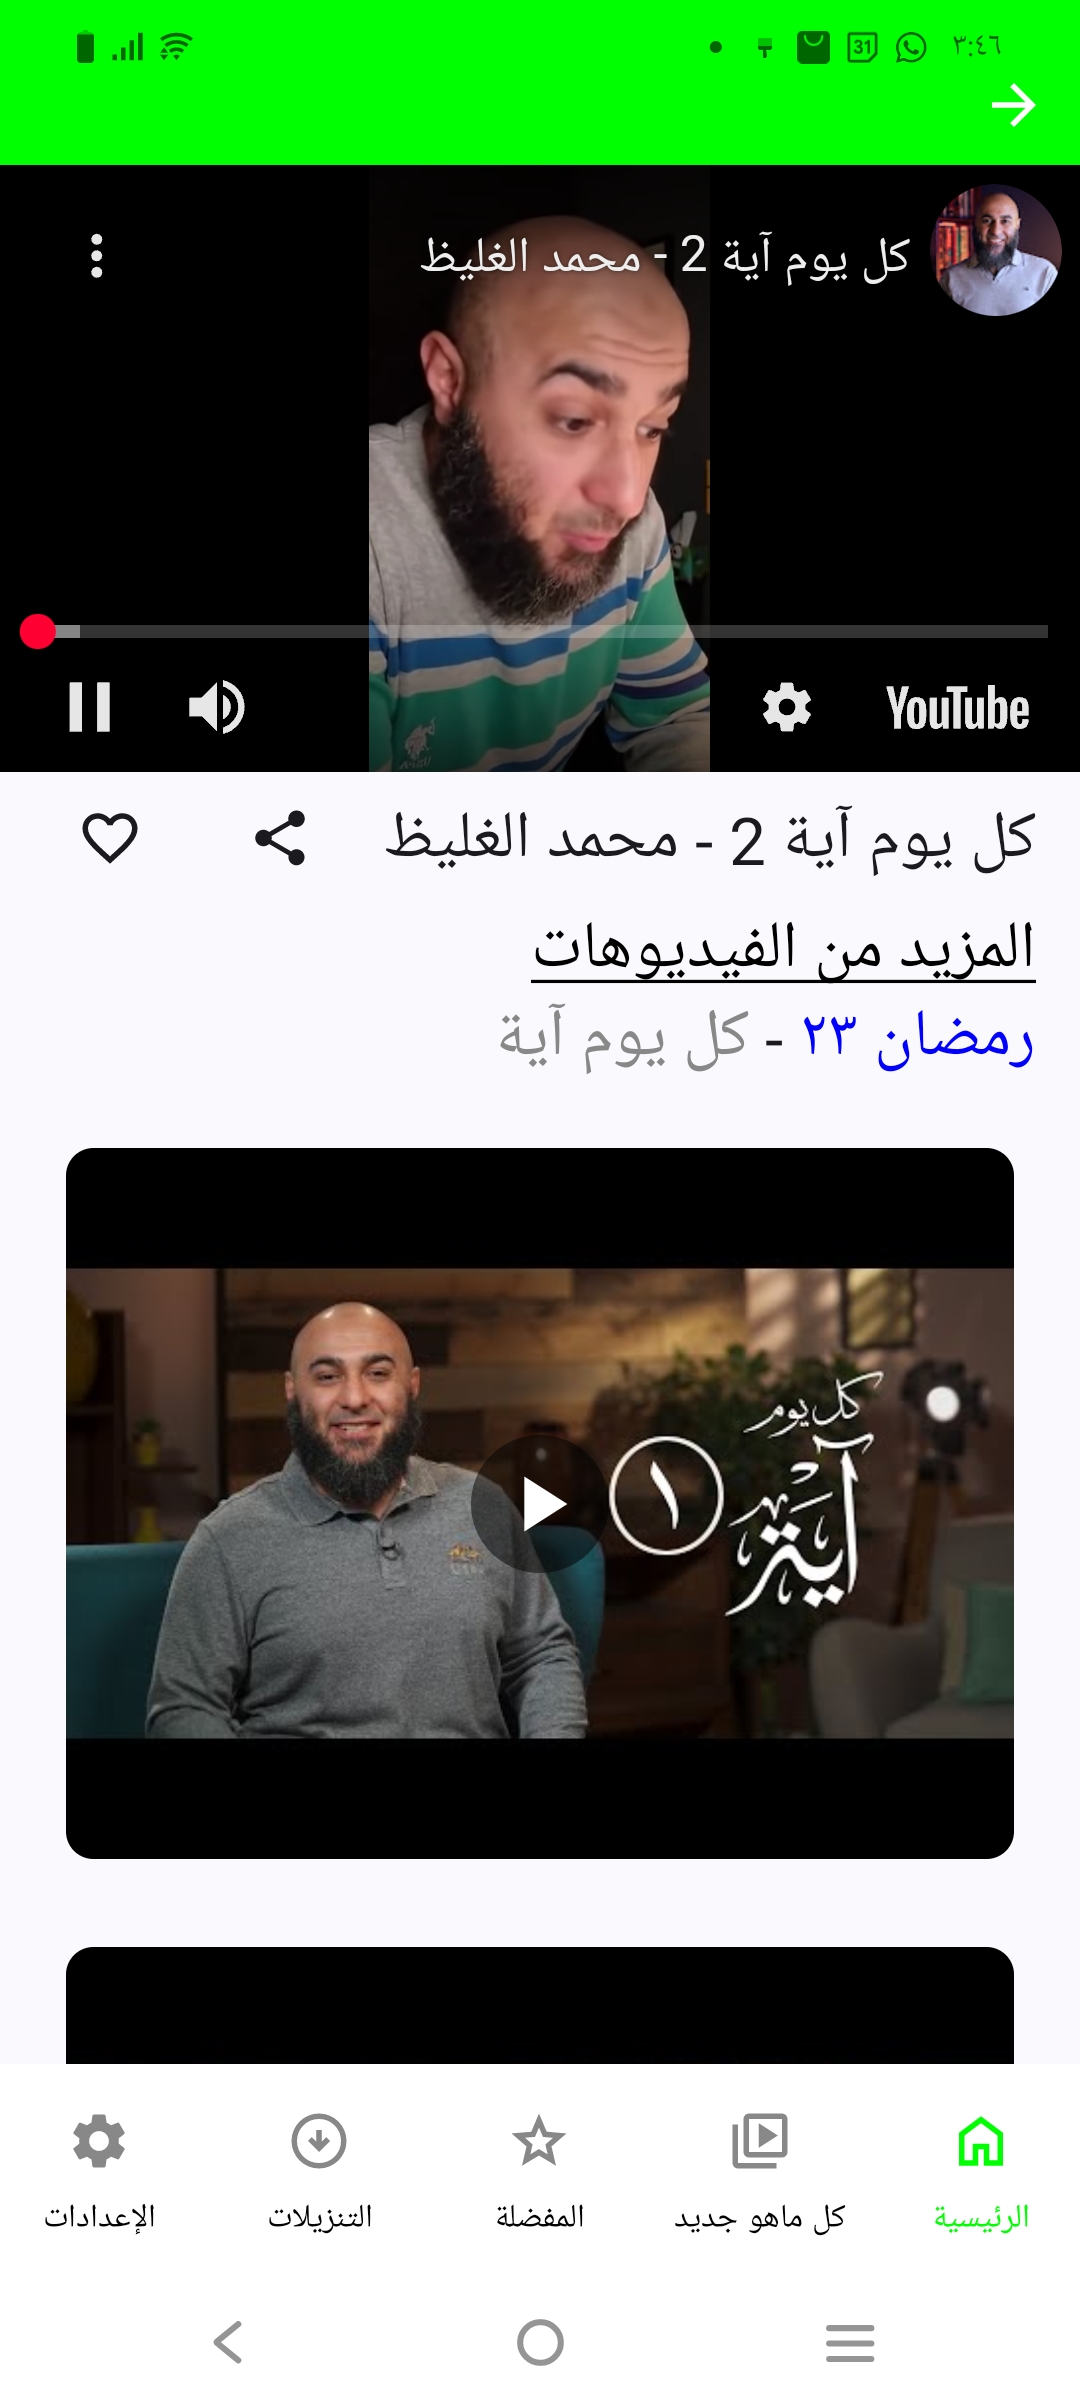 ٣:٤٦
31
كل يوم آية 2 - محمد الغليظ
YouTube
كل يوم آية 2 - محمد الغليظ
المزيد من الفيديوهات
رمضان ٢٣ - كل يوم آية
كل يوم
آية ١
الرئيسية
كل ماهو جديد
المفضلة
التنزيلات
الإعدادات